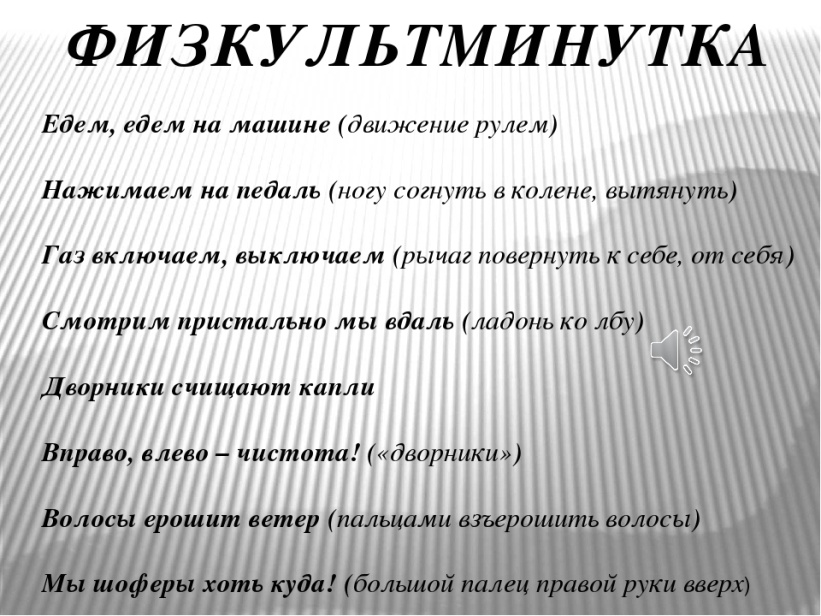 ФИЗКУЛЬТМИНУТКА
Едем, едем на машине (движение рулем)
Нажимаем на педаль (ногу согнуть в колене, вытянуть)
Газ включаем, выключаем (рычаг повернуть к себе, от себя)
Смотрим пристально мы вдаль (ладонь ко лбу)
Дворники счищают капли
Вправо, влево – чистота! («дворники»)
Волосы ерошит ветер (пальцами взъерошить волосы)
Мы шоферы хоть куда! (большой палец правой руки вверх)